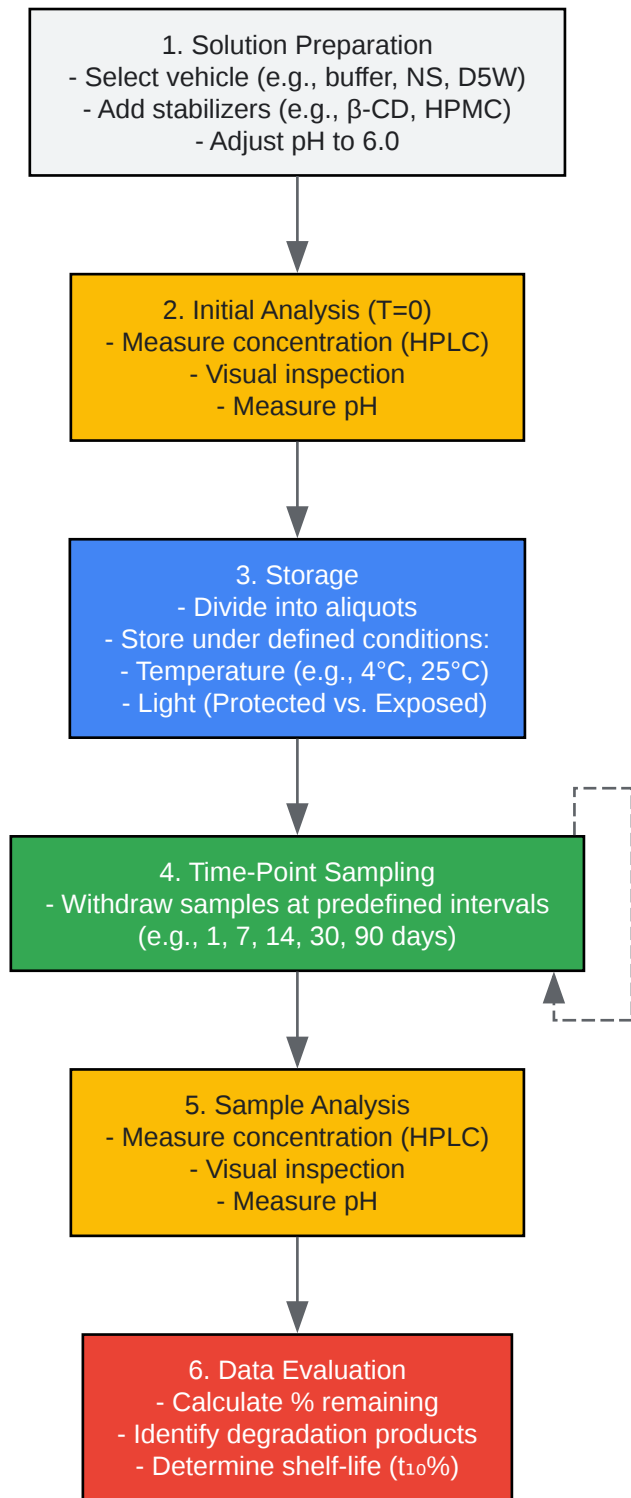 1. Solution Preparation
- Select vehicle (e.g., buffer, NS, D5W)
- Add stabilizers (e.g., β-CD, HPMC)
- Adjust pH to 6.0
2. Initial Analysis (T=0)
- Measure concentration (HPLC)
- Visual inspection
- Measure pH
3. Storage
- Divide into aliquots
- Store under defined conditions:
- Temperature (e.g., 4°C, 25°C)
- Light (Protected vs. Exposed)
4. Time-Point Sampling
- Withdraw samples at predefined intervals
(e.g., 1, 7, 14, 30, 90 days)
5. Sample Analysis
- Measure concentration (HPLC)
- Visual inspection
- Measure pH
6. Data Evaluation
- Calculate % remaining
- Identify degradation products
- Determine shelf-life (t₁₀%)